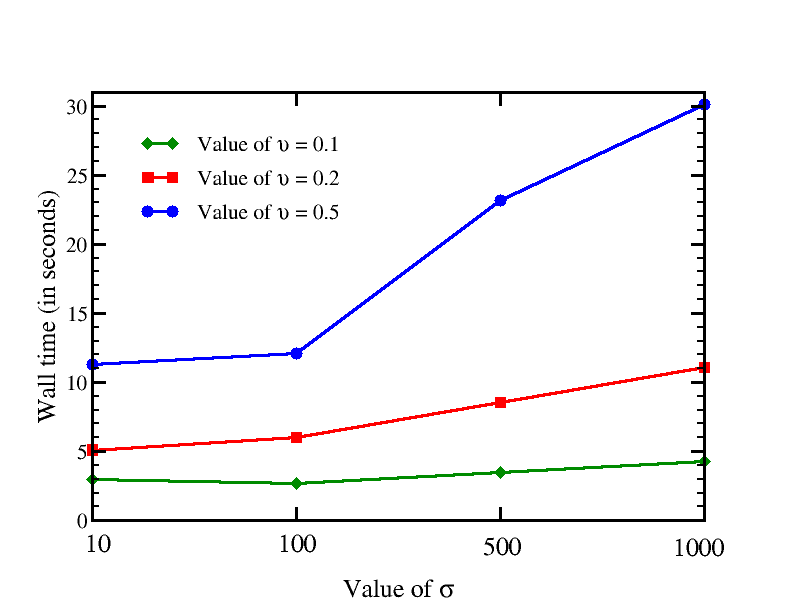 30
25
20
15
10
5
0
Wall time (in seconds)
Value of υ = 0.1
Value of υ = 0.2
Value of υ = 0.5
10 100 500 1000
Value of σ